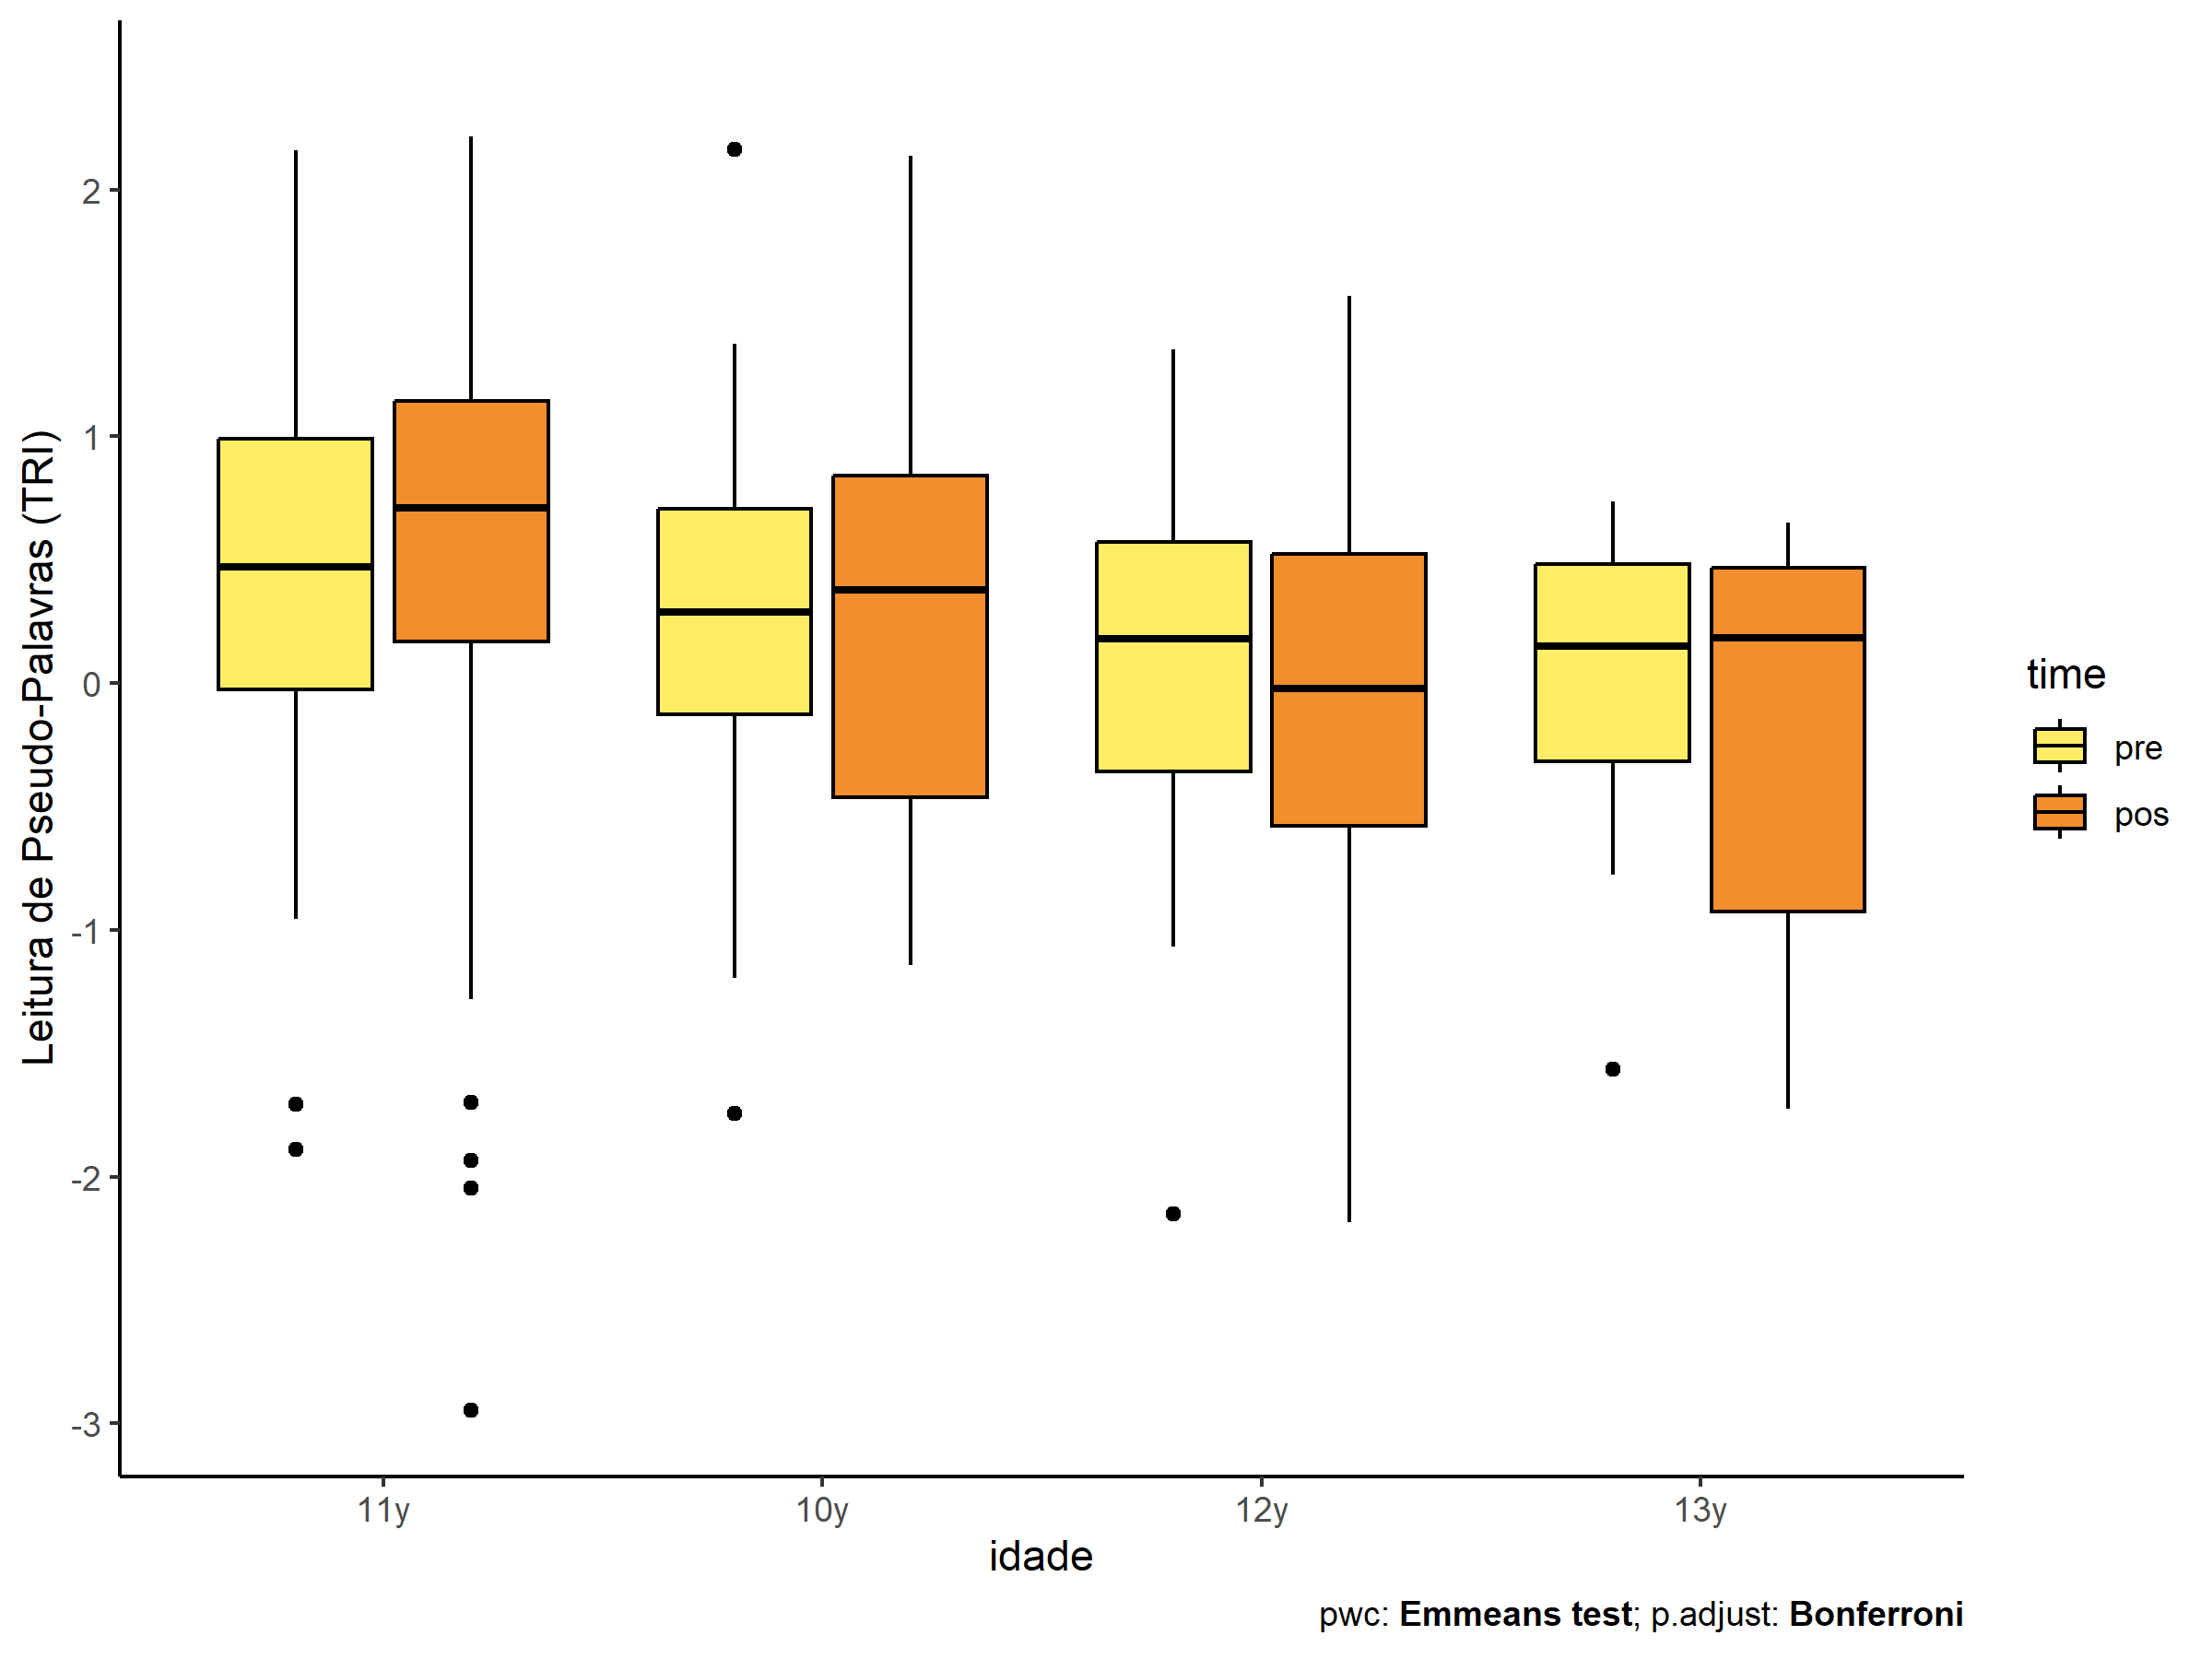 Leitura de Pseudo-Palavras (TRI)
2
1
0
-1
-2
-3
11y
10y
12y
13y
idade
time
pre
pos
pwc: Emmeans test; p.adjust: Bonferroni